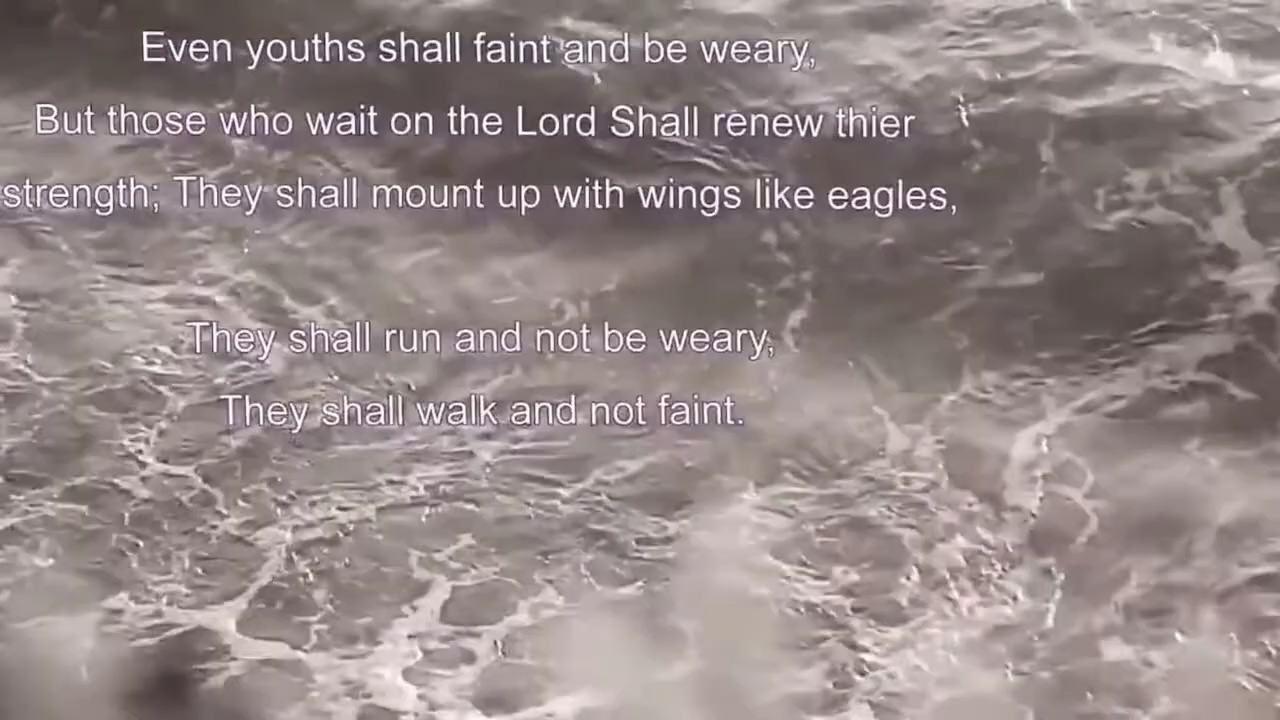 Even youths shall faint and be weary,
But those who wait on the Lord Shall renew thier
strength; They shall mount up with wings like eagles,
They shall run and not be weary,
They shall walk and not faint.